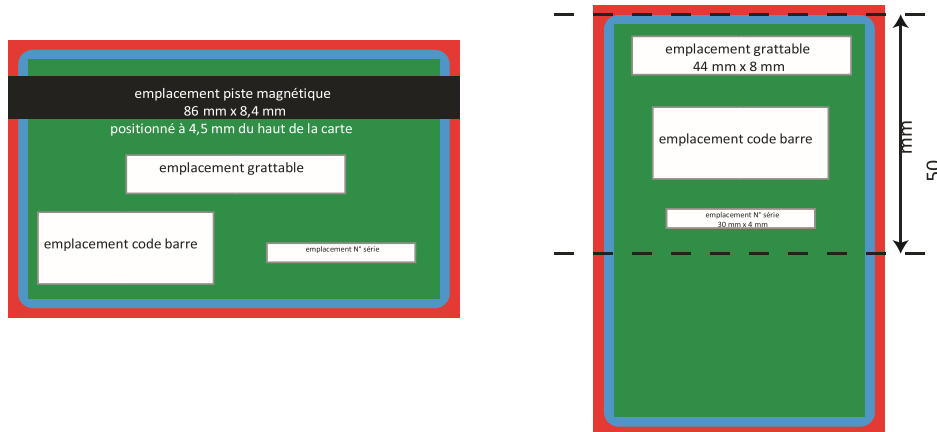 emplacement piste magnétique
86 mm x 8,4 mm
positionné à 4,5 mm du haut de la carte
emplacement grattable
emplacement code barre
emplacement N° série
emplacement grattable
44 mm x 8 mm
emplacement code barre
emplacement N° série
30 mm x 4 mm
50
mm